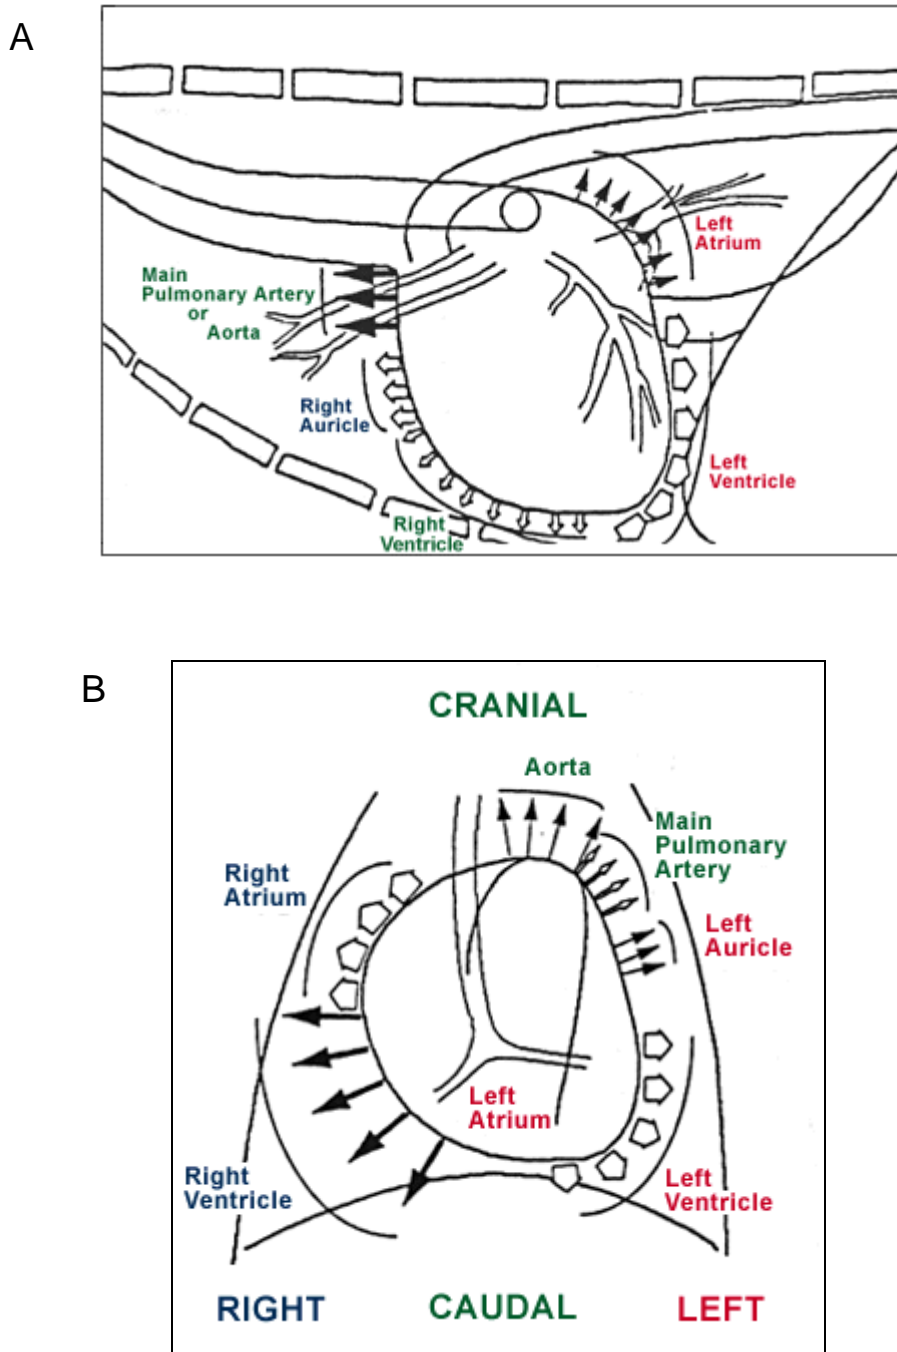 A
Left
Atrium
Main
Pulmonary Artery
or
Aorta
Right
Auricle
Left
Ventricle
Right
Ventricle
B
CRANIAL
Aorta
Main
Pulmonary
Artery
Right
Atrium
Left
Auricle
Left
Atrium
Right
Ventricle
Left
Ventricle
RIGHT
CAUDAL
LEFT